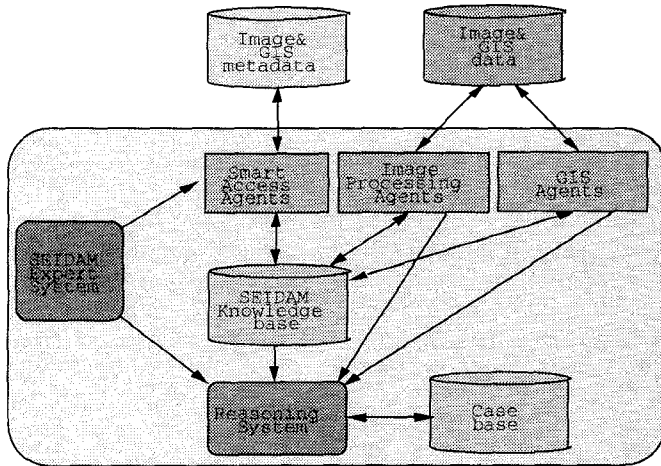 Image&
GIS
metadata
Image&
GIS
data
Smart
Access
Agents
Image
Processing
Agents
GIS
Agents
SEIDAM
Expert
System
SEIDAM
Knowledge
base
Reasoning
System
Case
base